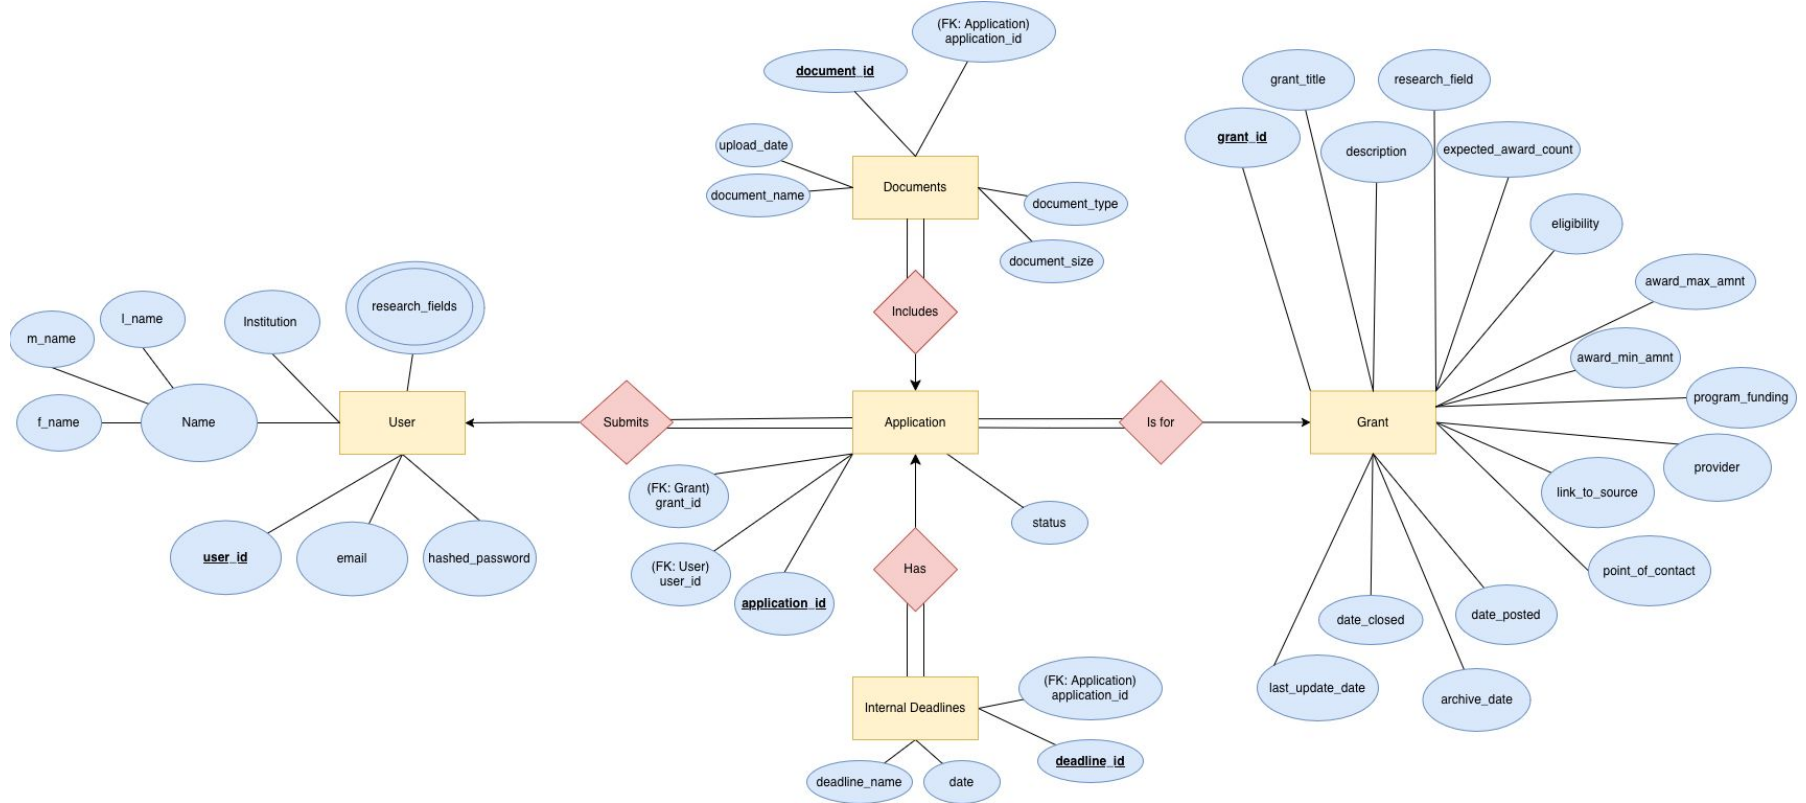 (FK: Application)
application_id
document_id
upload_date
document_name
Documents
document_type
document_size
Includes
grant_title
research_field
grant_id
description
expected_award_count
eligibility
award_max_amnt
award_min_amnt
program_funding
Grant
provider
link_to_source
point_of_contact
date_posted
date_closed
last_update_date
archive_date
research_fields
Institution
l_name
m_name
f_name
Name
User
user_id
email
hashed_password
Submits
Application
Is for
(FK: Grant)
grant_id
(FK: User)
user_id
application_id
status
Has
Internal Deadlines
(FK: Application)
application_id
deadline_id
deadline_name
date